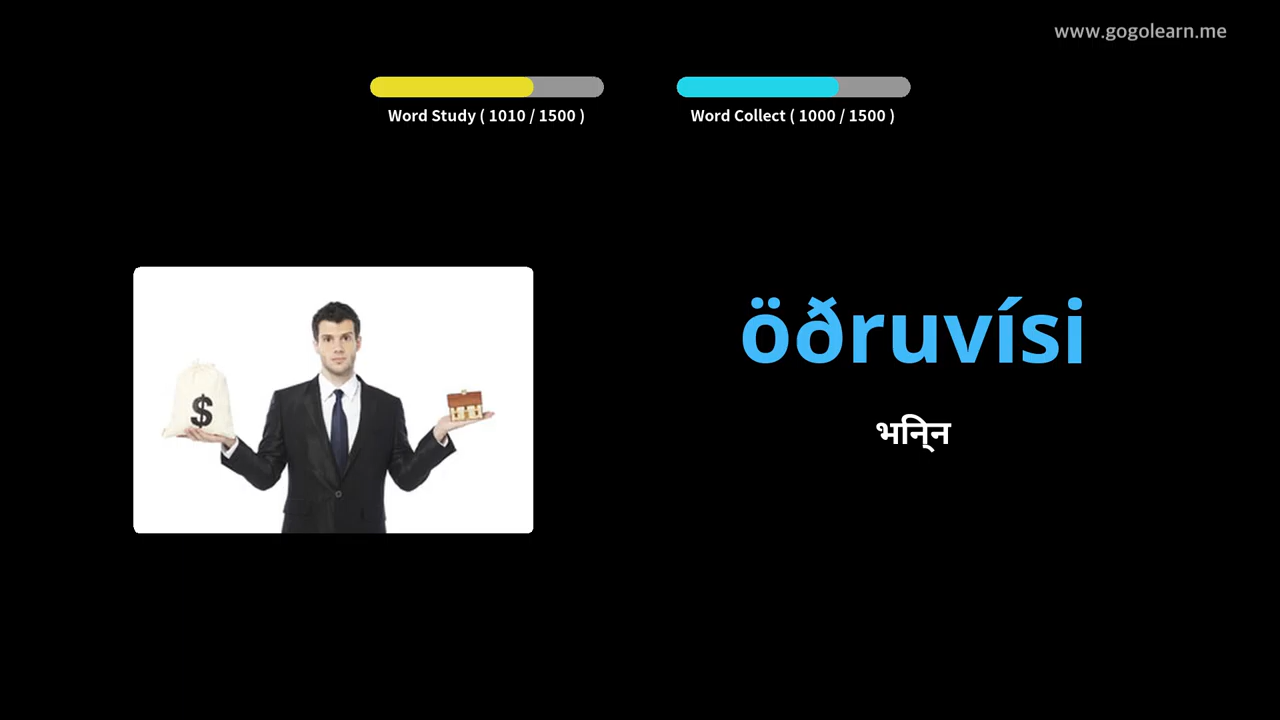 www.gogolearn.me
Word Study ( 1010 / 1500 )
Word Collect ( 1000 / 1500 )
$
öðruvísi
भिन्न